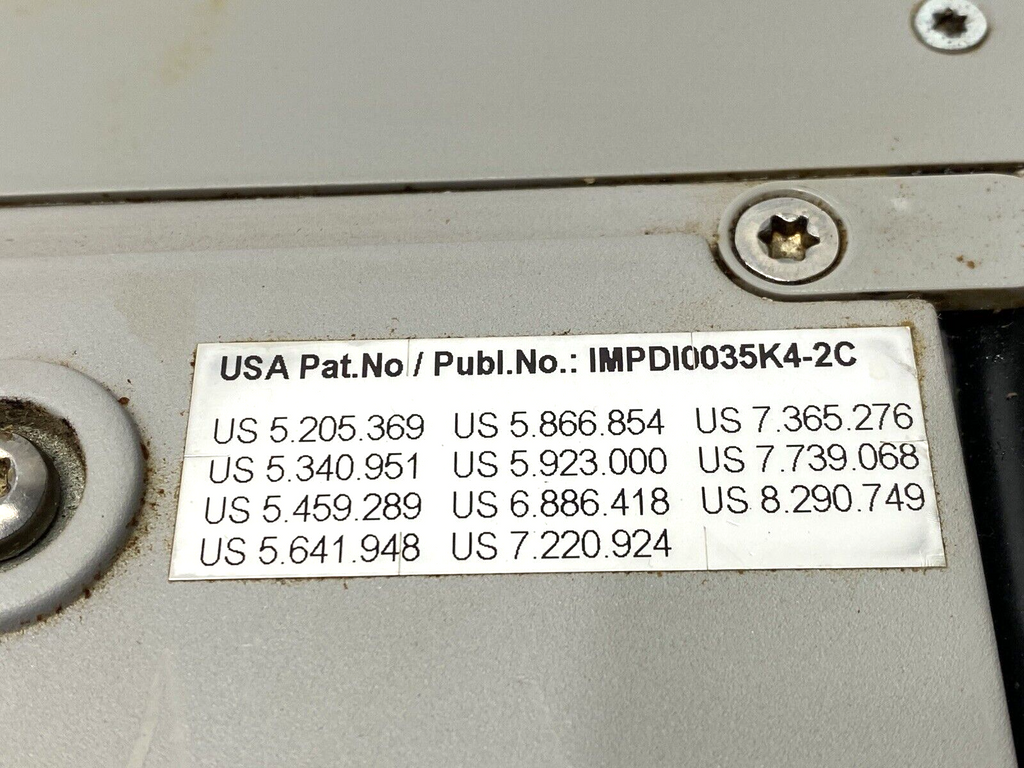 USA Pat.No / Publ.No.: IMPDI0035K4-2C
US 5.205.369 US 5.866.854 US 7.365.276
US 5.340.951 US 5.923.000 US 7.739.068
US 5.459.289 US 6.886.418 US 8.290.749
US 5.641.948 US 7.220.924